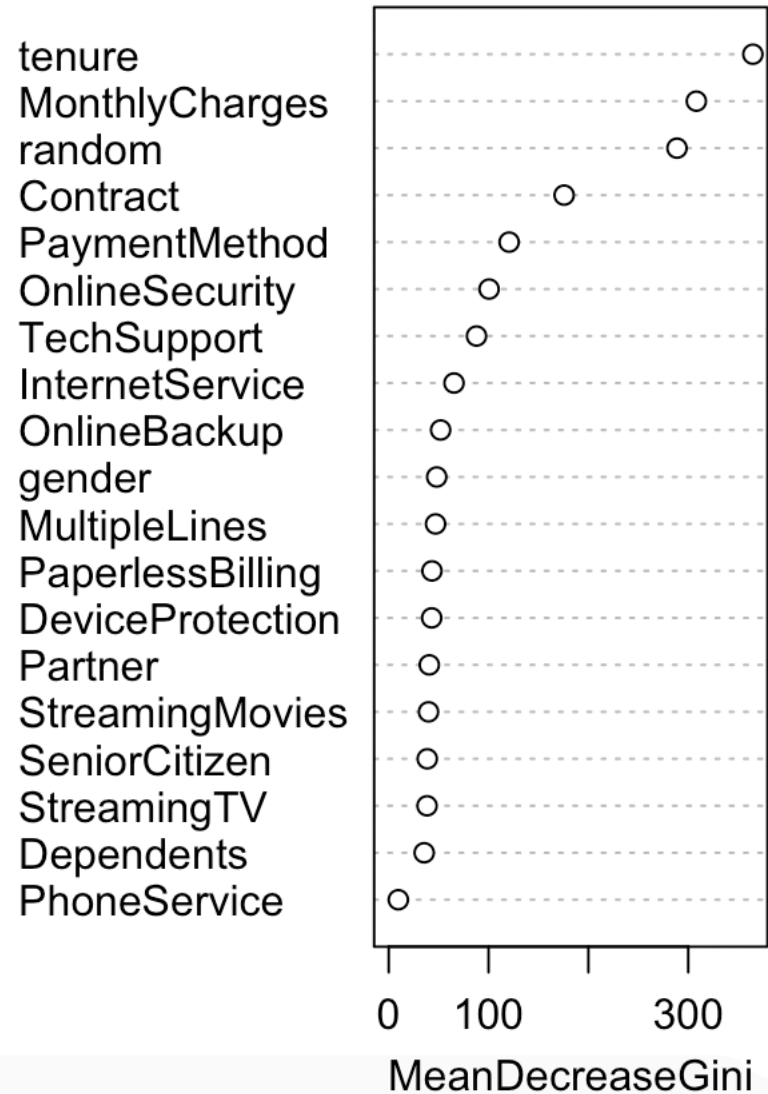 tenure
MonthlyCharges
random
Contract
PaymentMethod
OnlineSecurity
TechSupport
InternetService
OnlineBackup
gender
MultipleLines
PaperlessBilling
DeviceProtection
Partner
StreamingMovies
SeniorCitizen
StreamingTV
Dependents
PhoneService
0 100 300
MeanDecreaseGini